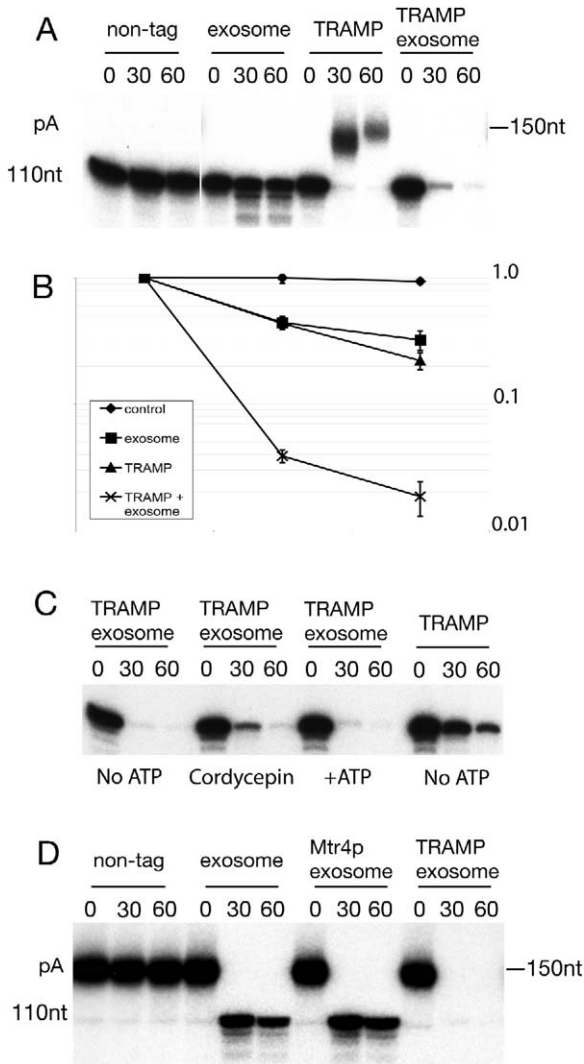 A
non-tag exosome TRAMP TRAMP exosome
0 30 60 0 30 60 0 30 60 0 30 60
pA
—150nt
110nt
B
1.0
0.1
0.01
control
exosome
TRAMP
TRAMP +
exosome
C
TRAMP exosome TRAMP exosome TRAMP exosome TRAMP
0 30 60 0 30 60 0 30 60 0 30 60
No ATP Cordycepin +ATP No ATP
D
non-tag exosome Mtr4p exosome TRAMP exosome
0 30 60 0 30 60 0 30 60 0 30 60
pA
—150nt
110nt